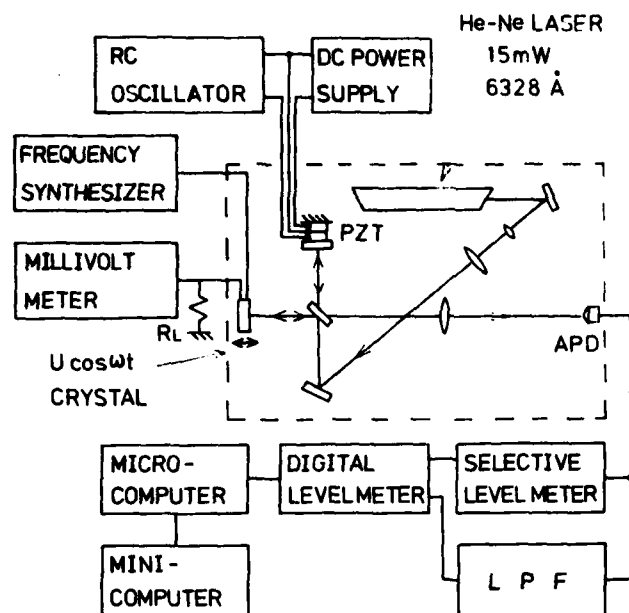 He-Ne LASER
15mW
6328 Å
RC
OSCILLATOR
DC POWER
SUPPLY
FREQUENCY
SYNTHESIZER
PZT
MILLIVOLT
METER
RL
APD
U cosωt
CRYSTAL
MICRO-
COMPUTER
DIGITAL
LEVELMETER
SELECTIVE
LEVEL METER
MINI-
COMPUTER
L P F